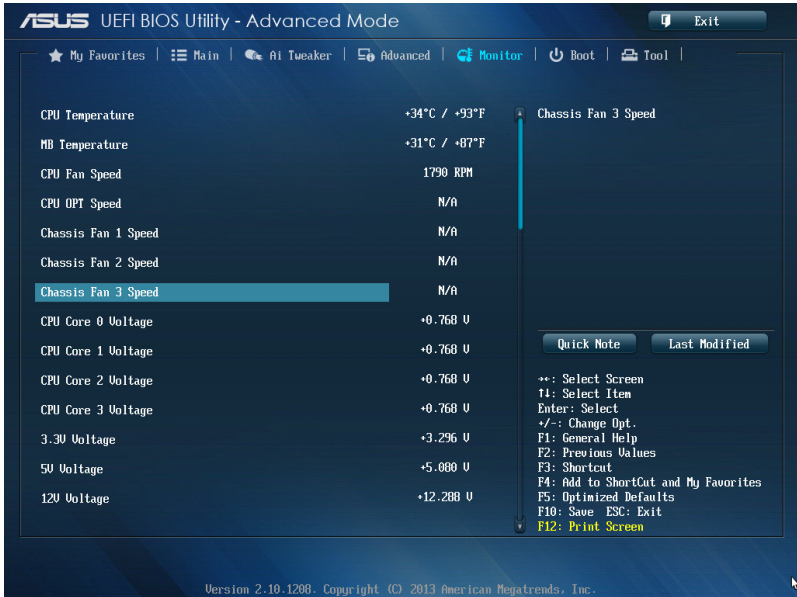 ASUS UEFI BIOS Utility - Advanced Mode
Exit
My Favorites | Main | Ai Tweaker | Advanced | Monitor | Boot | Tool |
CPU Temperature +34°C / +93°F
MB Temperature +31°C / +87°F
CPU Fan Speed 1790 RPM
CPU OPT Speed N/A
Chassis Fan 1 Speed N/A
Chassis Fan 2 Speed N/A
Chassis Fan 3 Speed N/A
CPU Core 0 Voltage +0.768 V
CPU Core 1 Voltage +0.768 V
CPU Core 2 Voltage +0.768 V
CPU Core 3 Voltage +0.768 V
3.3V Voltage +3.296 V
5V Voltage +5.080 V
12V Voltage +12.288 V
Chassis Fan 3 Speed
Quick Note
Last Modified
→←: Select Screen
↑↓: Select Item
Enter: Select
+/-: Change Opt.
F1: General Help
F2: Previous Values
F3: Shortcut
F4: Add to ShortCut and My Favorites
F5: Optimized Defaults
F10: Save ESC: Exit
F12: Print Screen
Version 2.10.1208. Copyright (C) 2013 American Megatrends, Inc.